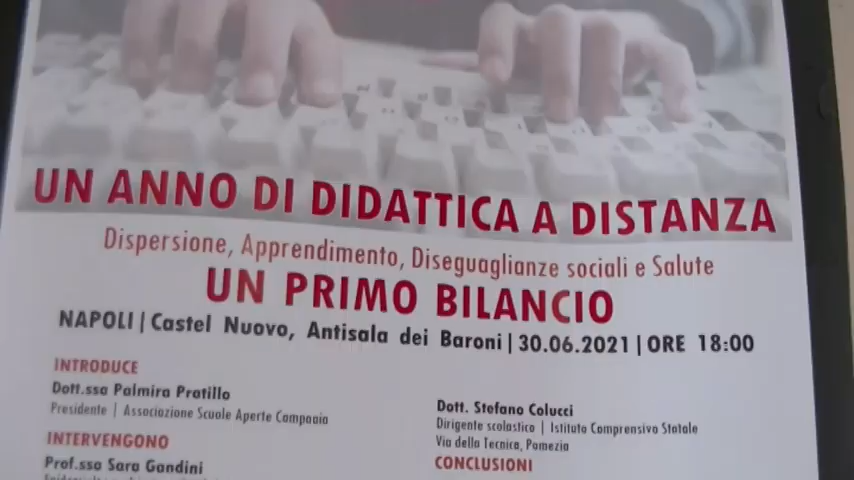 UN ANNO DI DIDATTICA A DISTANZA
Dispersione, Apprendimento, Diseguaglianze sociali e Salute
UN PRIMO BILANCIO
NAPOLI | Castel Nuovo, Antisala dei Baroni | 30.06.2021 | ORE 18:00
INTRODUCE
Dott.ssa Palmira Pratillo
Presidente | Associazione Scuole Aperte Campania
INTERVENGONO
Prof.ssa Sara Gandini
Dott. Stefano Colucci
Dirigente scolastico | Istituto Comprensivo Statale
Via della Tecnica, Pomezia
CONCLUSIONI